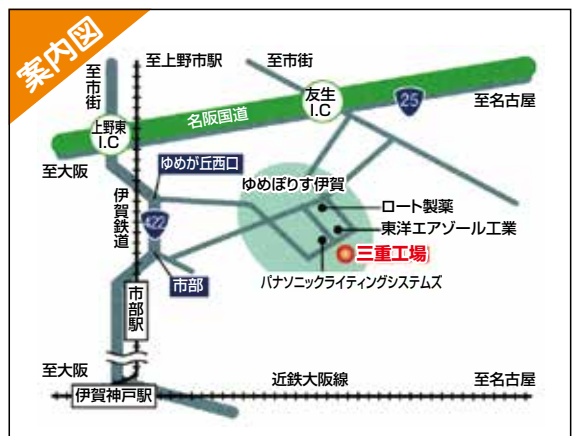 案内図
至上野市駅
至市街
至市街
友生
I.C
25
至名古屋
名阪国道
上野東
I.C
至大阪
ゆめが丘西口
ゆめぽりす伊賀
伊賀鉄道
422
ロート製薬
東洋エアゾール工業
三重工場
市部
パナソニックライティングシステムズ
市部駅
至大阪
近鉄大阪線
至名古屋
伊賀神戸駅